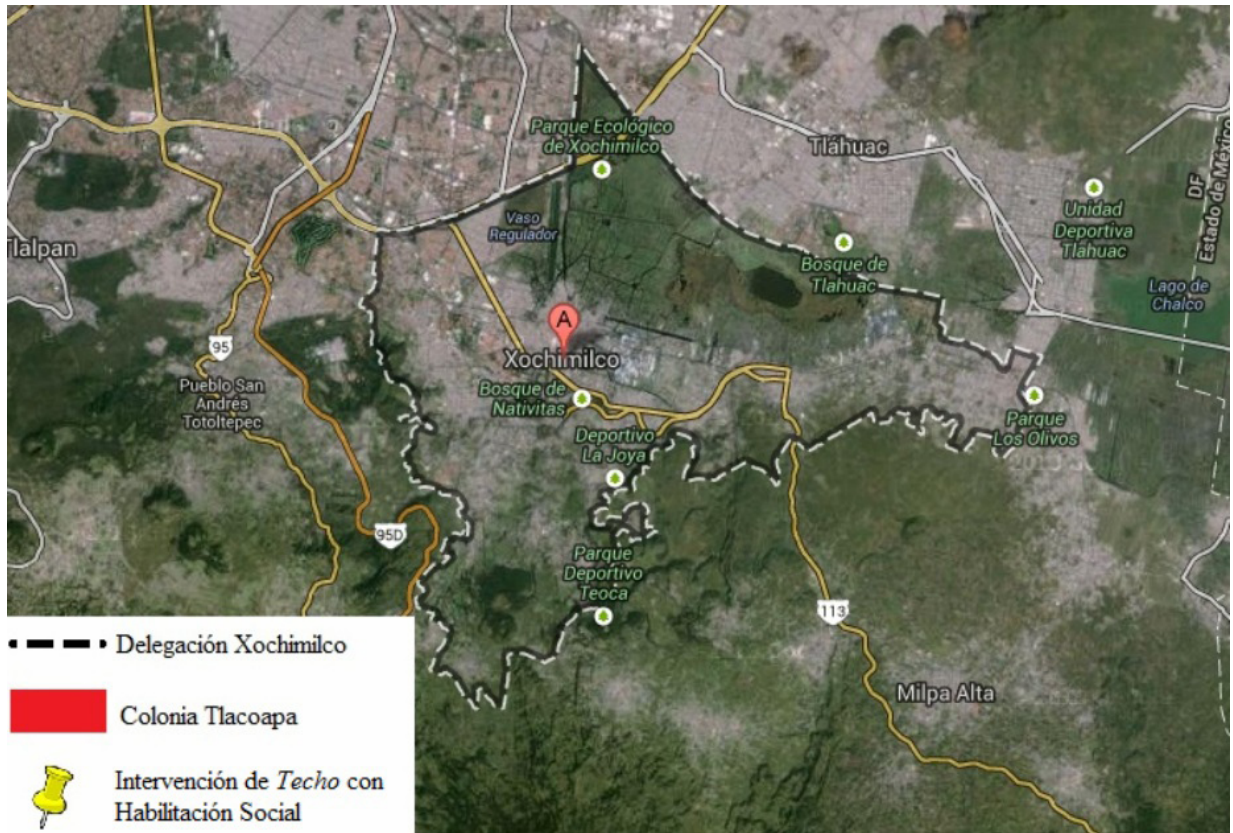 Parque Ecológico
de Xochimilco
Tláhuac
DF
Estado de México
Unidad
Deportiva
Tlahuac
Vaso
Regulador
Tlalpan
Bosque de
Tlahuac
Lago de
Chalco
A
95
Xochimilco
Pueblo San
Andrés
Totoltepec
Bosque de
Nativitas
Parque
Los Olivos
Deportivo
La Joya
95D
Parque
Deportivo
Teoca
113
Milpa Alta
Delegación Xochimilco
Colonia Tlacoapa
Intervención de Techo con
Habilitación Social